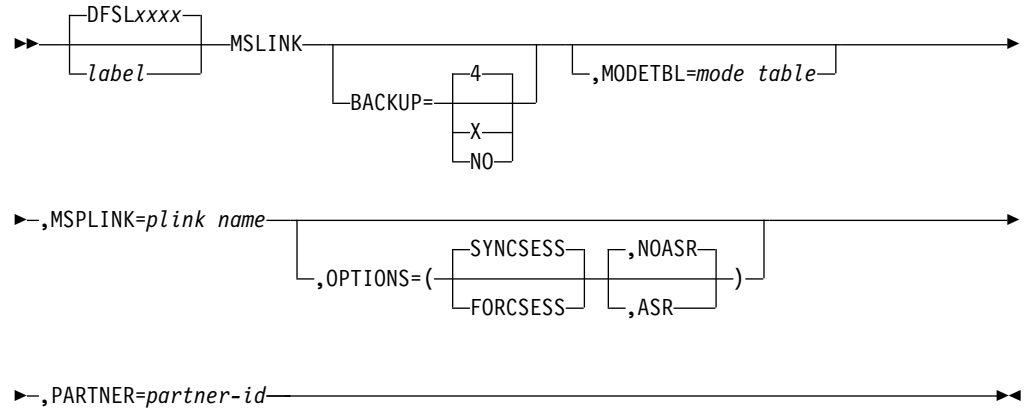 DFSLxxxx
label
MSLINK
BACKUP=
4
X
NO
,MODETBL=mode table
,MSPLINK=plink name
,OPTIONS=(
SYNCSESS
FORCSESS
,NOASR
,ASR
)
,PARTNER=partner-id